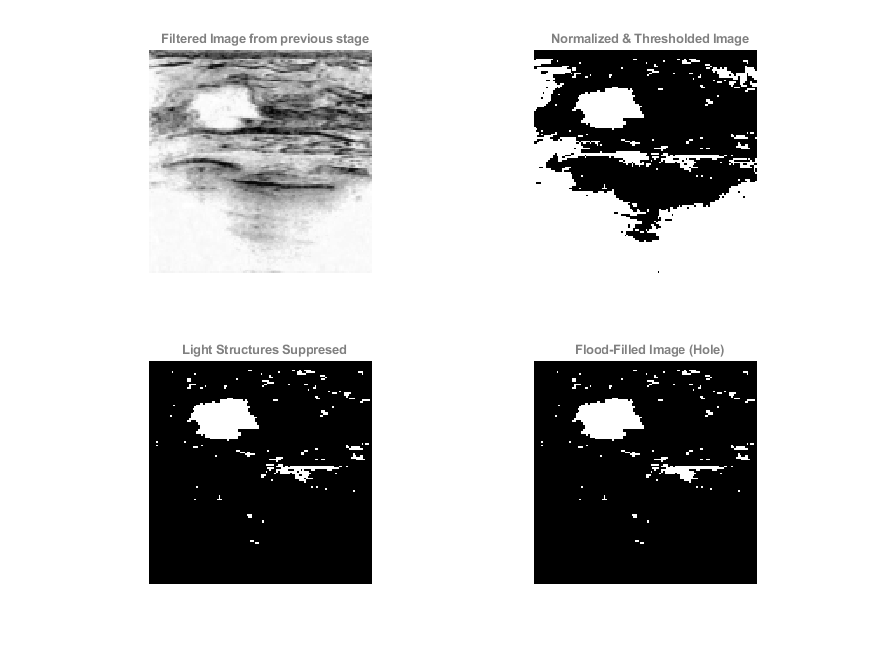 Filtered Image from previous stage
Normalized & Thresholded Image
Light Structures Suppresed
Flood-Filled Image (Hole)